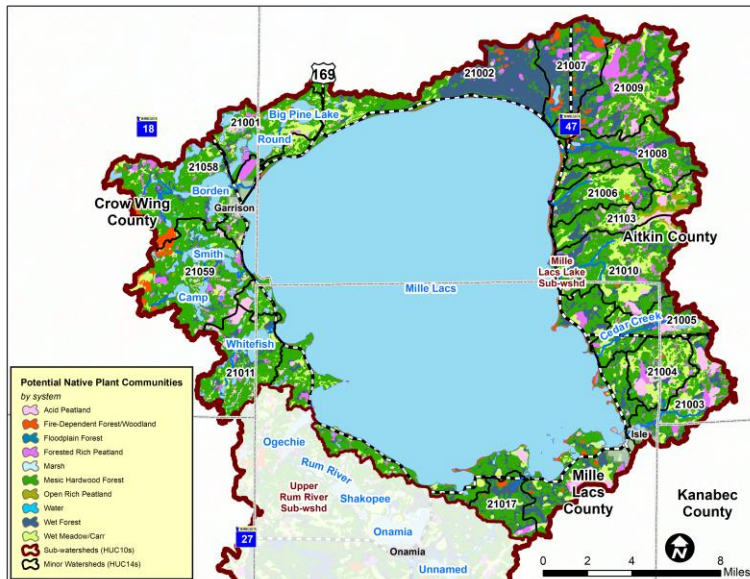 21007
21002
21009
169
Big Pine Lake
18
21001
47
Round
21008
21058
Borden
21006
Crow Wing
County
Garrison
21103
Aitkin County
Smith
Mille
Lacs Lake
Sub-wshd
21059
21010
Mille Lacs
Camp
Cedar Creek
21005
Whitefish
21004
21011
21003
Isle
Ogechie
Rum River
Upper
Rum River
Sub-wshd
Shakopee
21017
Mille
Lacs
County
Kanabec
County
Onamia
27
Onamia
Unnamed
Potential Native Plant Communities
by system
Acid Peatland
Fire-Dependent Forest/Woodland
Floodplain Forest
Forested Rich Peatland
Marsh
Mesic Hardwood Forest
Open Rich Peatland
Water
Wet Forest
Wet Meadow/Carr
Sub-watersheds (HUC10s)
Minor Watersheds (HUC14s)
N
0 2 4 8
Miles